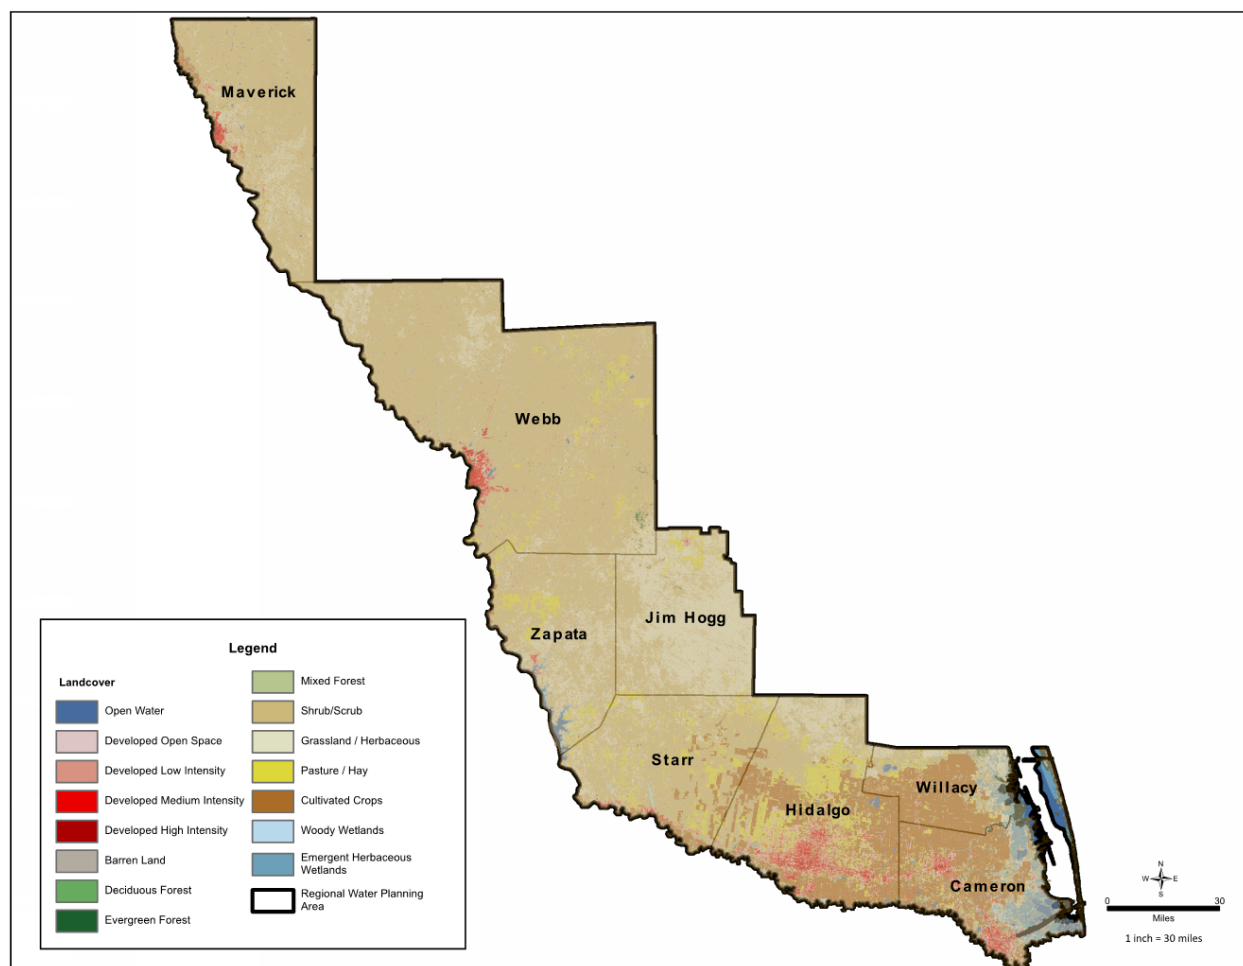 Maverick
Webb
Jim Hogg
Zapata
Starr
Willacy
Hidalgo
Cameron
Legend
Landcover
Open Water
Developed Open Space
Developed Low Intensity
Developed Medium Intensity
Developed High Intensity
Barren Land
Deciduous Forest
Evergreen Forest
Mixed Forest
Shrub/Scrub
Grassland / Herbaceous
Pasture / Hay
Cultivated Crops
Woody Wetlands
Emergent Herbaceous
Wetlands
Regional Water Planning
Area
N
W E
S
0 30
Miles
1 inch = 30 miles